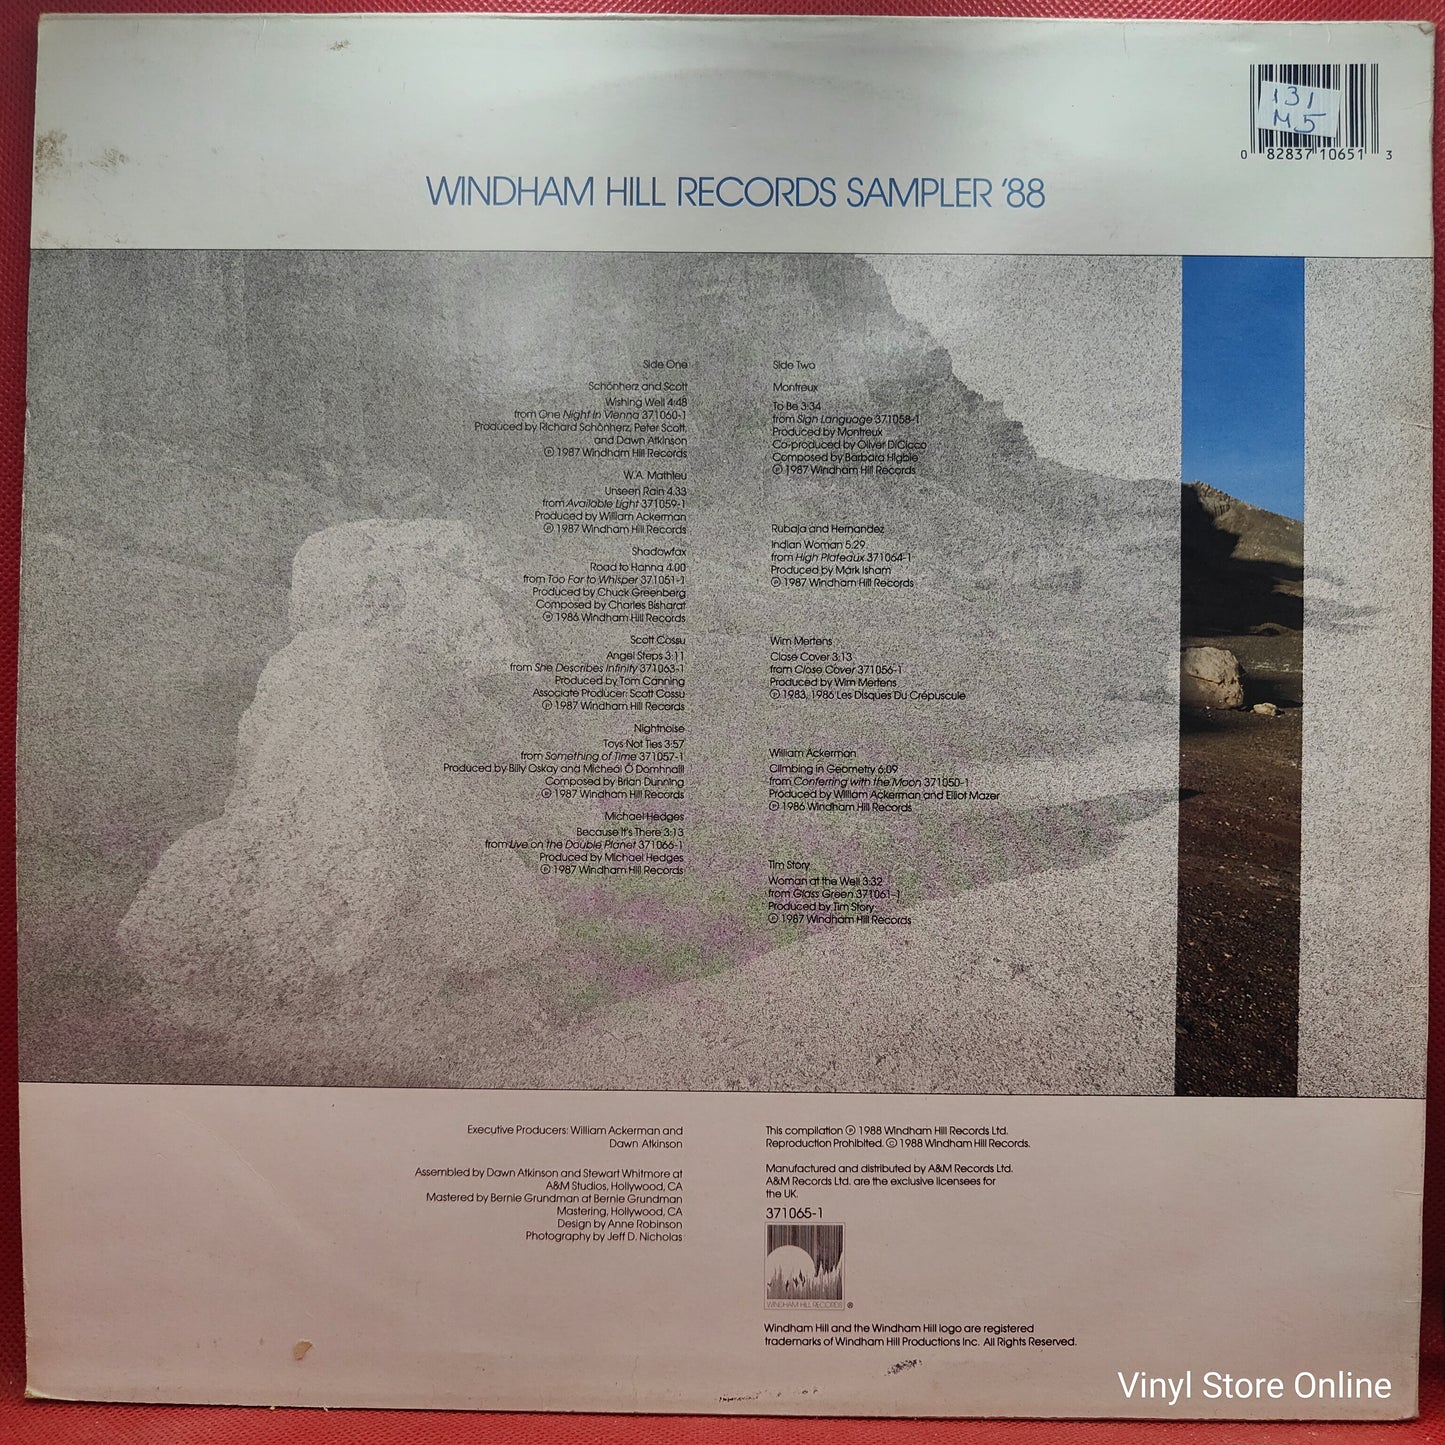 131
M5
0 82837 10651 3
WINDHAM HILL RECORDS SAMPLER '88
Side One
Schönherz and Scott
Wishing Well 4:48
from One Night in Vienna 371060-1
Produced by Richard Schönherz, Peter Scott,
and Dawn Atkinson
℗ 1987 Windham Hill Records
W.A. Mathieu
Unseen Rain 4.33
from Available Light 371059-1
Produced by William Ackerman
℗ 1987 Windham Hill Records
Shadowfax
Road to Hanna 4.00
from Too Far to Whisper 371051-1
Produced by Chuck Greenberg
Composed by Charles Bisharat
℗ 1986 Windham Hill Records
Scott Cossu
Angel Steps 3:11
from She Describes Infinity 371063-1
Produced by Tom Canning
Associate Producer: Scott Cossu
℗ 1987 Windham Hill Records
Nightnoise
Toys Not Ties 3:57
from Something of Time 371057-1
Produced by Billy Oskay and Mícheál Ó Domhnaill
Composed by Brian Dunning
℗ 1987 Windham Hill Records
Michael Hedges
Because It's There 3:13
from Live on the Double Planet 371066-1
Produced by Michael Hedges
℗ 1987 Windham Hill Records
Side Two
Montreux
To Be 3:34
from Sign Language 371058-1
Produced by Montreux
Co-produced by Oliver DiCicco
Composed by Barbara Higbie
℗ 1987 Windham Hill Records
Rubaja and Hernandez
Indian Woman 5:29
from High Plateaux 371064-1
Produced by Mark Isham
℗ 1987 Windham Hill Records
Wim Mertens
Close Cover 3:13
from Close Cover 371056-1
Produced by Wim Mertens
℗ 1983, 1986 Les Disques Du Crépuscule
William Ackerman
Climbing in Geometry 6:09
from Conferring with the Moon 371050-1
Produced by William Ackerman and Elliot Mazer
℗ 1986 Windham Hill Records
Tim Story
Woman at the Well 3:32
from Glass Green 371061-1
Produced by Tim Story
℗ 1987 Windham Hill Records
Executive Producers: William Ackerman and
Dawn Atkinson
Assembled by Dawn Atkinson and Stewart Whitmore at
A&M Studios, Hollywood, CA
Mastered by Bernie Grundman at Bernie Grundman
Mastering, Hollywood, CA
Design by Anne Robinson
Photography by Jeff D. Nicholas
This compilation ℗ 1988 Windham Hill Records Ltd.
Reproduction Prohibited. © 1988 Windham Hill Records.
Manufactured and distributed by A&M Records Ltd.
A&M Records Ltd. are the exclusive licensees for
the UK.
371065-1
WINDHAM HILL RECORDS ®
Windham Hill and the Windham Hill logo are registered
trademarks of Windham Hill Productions Inc. All Rights Reserved.
Vinyl Store Online